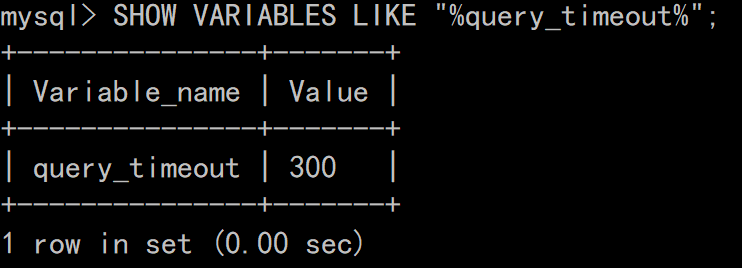 mysql> SHOW VARIABLES LIKE "%query_timeout%";
+---------------+-------+
| Variable_name | Value |
+---------------+-------+
| query_timeout | 300   |
+---------------+-------+
1 row in set (0.00 sec)